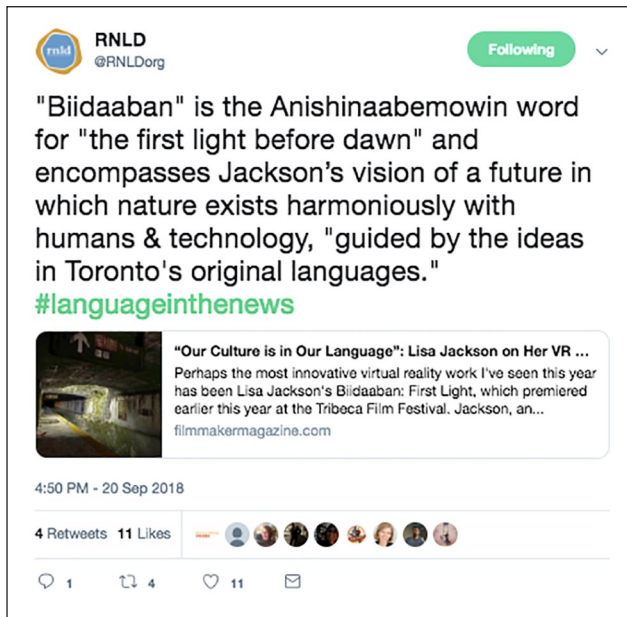 rnld
RNLD
@RNLDorg
Following
"Biidaaban" is the Anishinaabemowin word
for "the first light before dawn" and
encompasses Jackson’s vision of a future in
which nature exists harmoniously with
humans & technology, "guided by the ideas
in Toronto's original languages."
#languageinthenews
“Our Culture is in Our Language”: Lisa Jackson on Her VR ...
Perhaps the most innovative virtual reality work I've seen this year
has been Lisa Jackson's Biidaaban: First Light, which premiered
earlier this year at the Tribeca Film Festival. Jackson, an...
filmmakermagazine.com
4:50 PM - 20 Sep 2018
4 Retweets 11 Likes
1 4 11